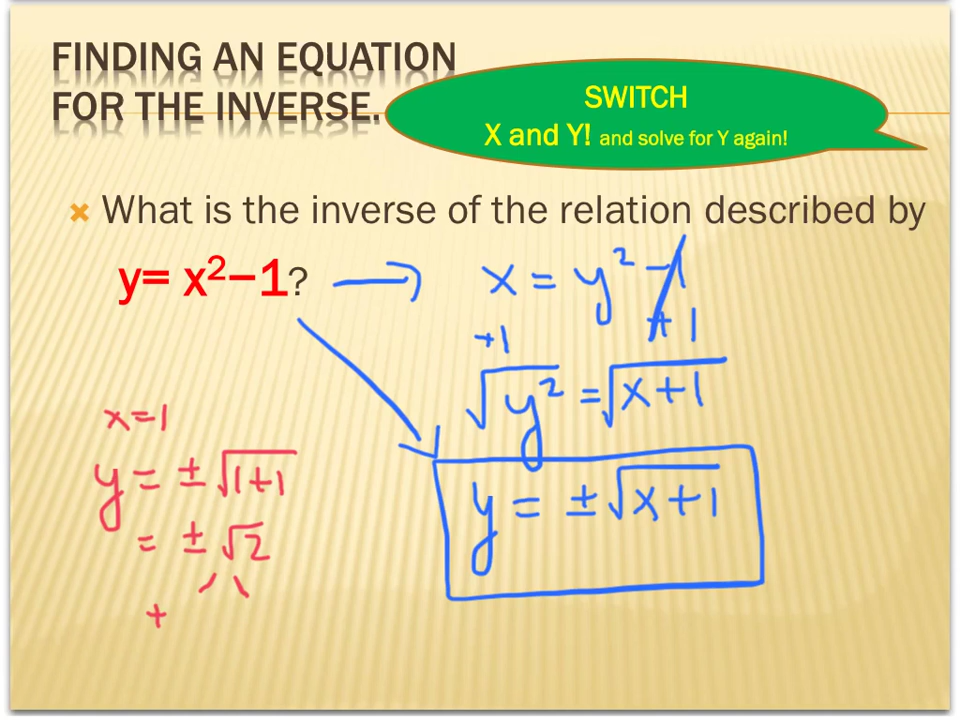 FINDING AN EQUATION
FOR THE INVERSE.
SWITCH
X and Y! and solve for Y again!
What is the inverse of the relation described by
y= x²−1?
x = y² −1
+1 +1
√y² = √x+1
y = ±√x+1
x=1
y = ±√1+1
= ±√2
+